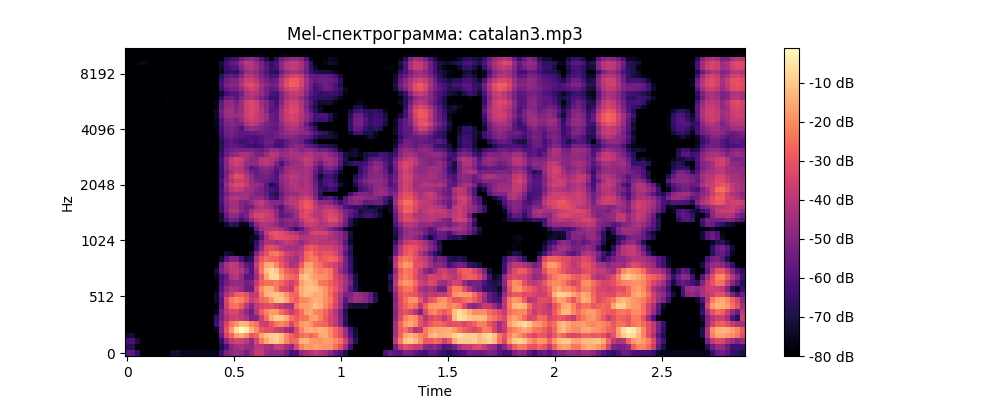 Mel-спектрограмма: catalan3.mp3
8192
4096
2048
1024
512
0
Hz
0
0.5
1
1.5
2
2.5
Time
-10 dB
-20 dB
-30 dB
-40 dB
-50 dB
-60 dB
-70 dB
-80 dB